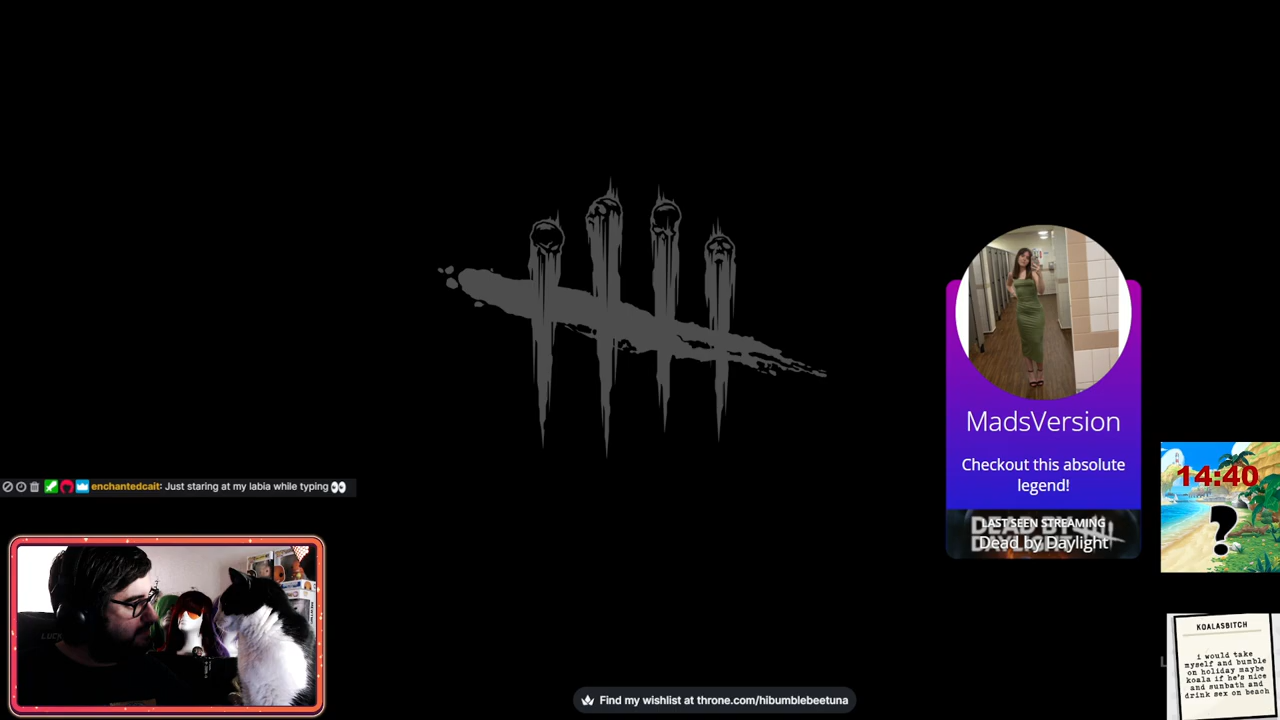 MadsVersion
Checkout this absolute
legend!
LAST SEEN STREAMING
Dead by Daylight
14:40
?
enchantedcait: Just staring at my labia while typing 👀
KOALASBITCH
i would take
myself and bumble
on holiday maybe
koala if he's nice
and sunbath and
drink sex on beach
Find my wishlist at throne.com/hibumblebeetuna